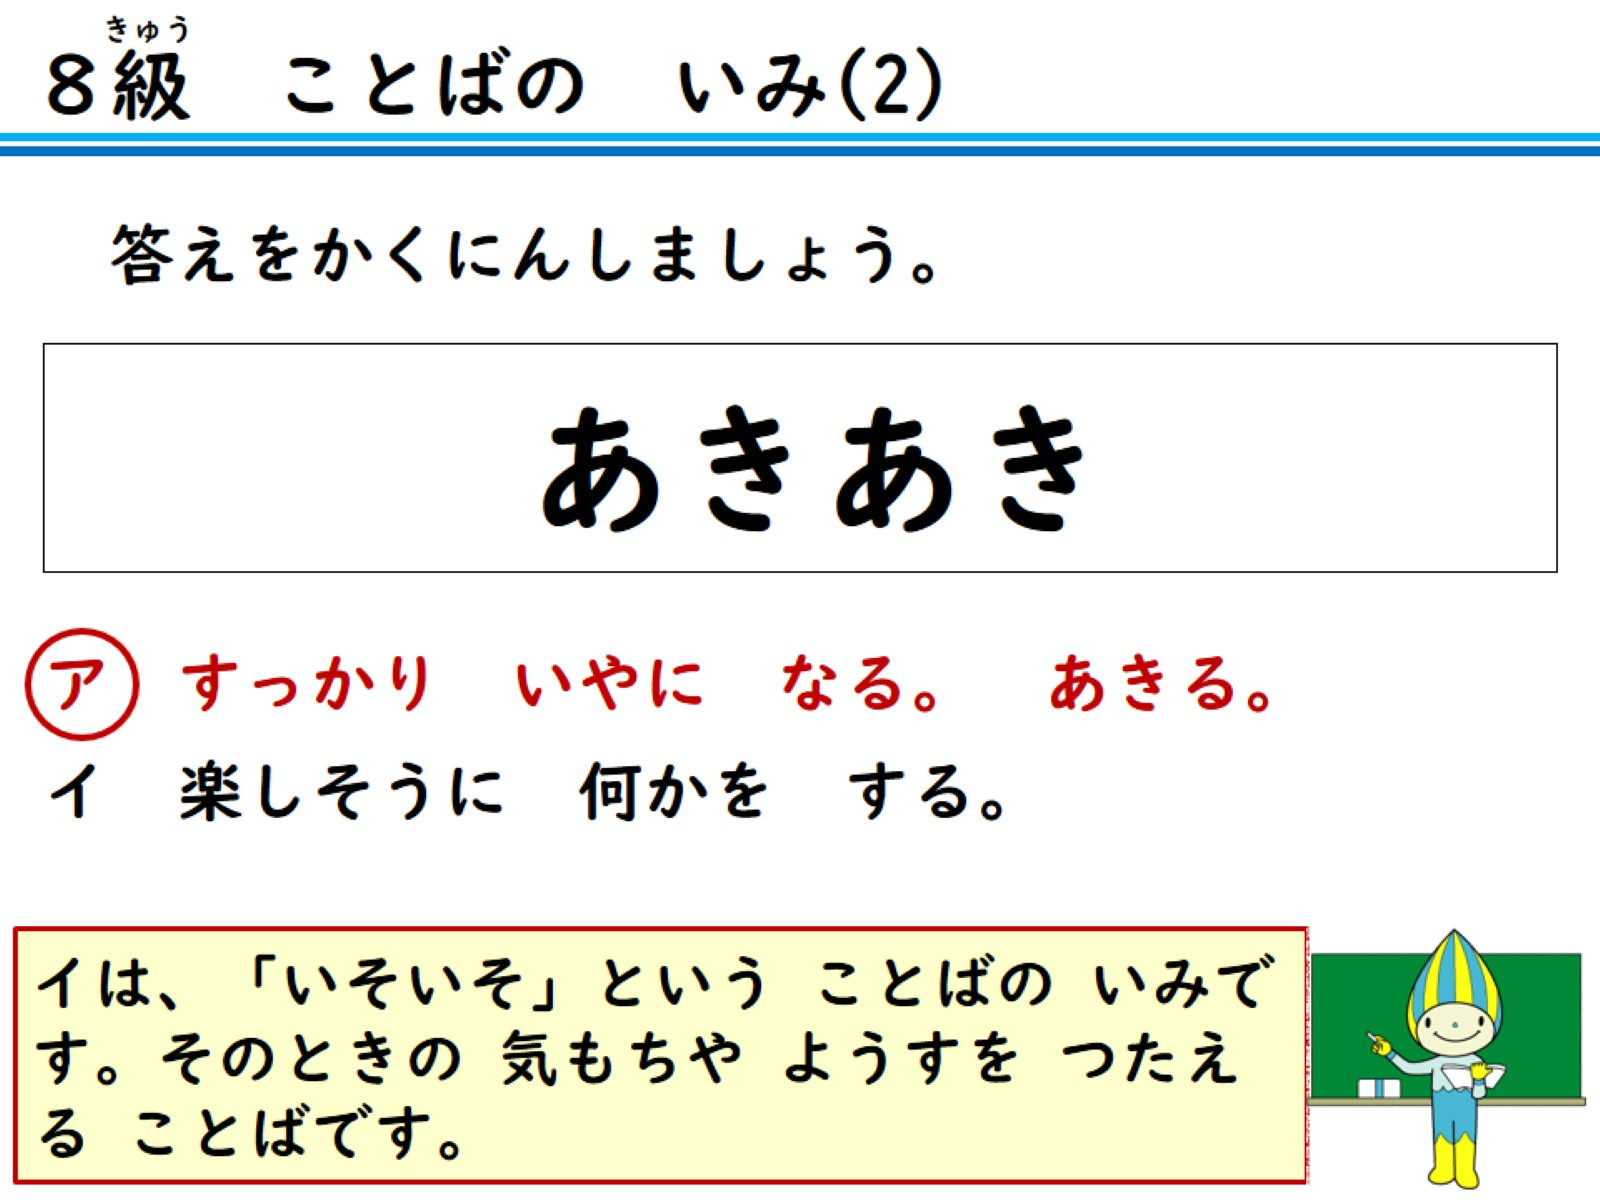 きゅう
8級　ことばの　いみ(2)
答えをかくにんしましょう。
あきあき
ア　すっかり　いやに　なる。　あきる。
イ　楽しそうに　何かを　する。
イは、「いそいそ」という ことばの いみで
す。そのときの 気もちや ようすを つたえ
る ことばです。